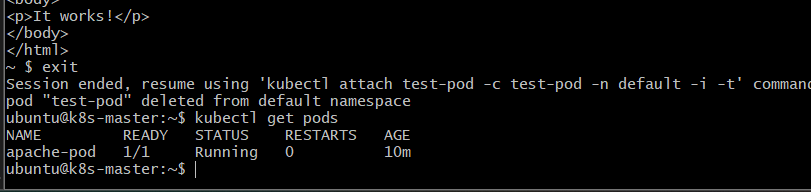 <body>
<p>It works!</p>
</body>
</html>
~ $ exit
Session ended, resume using 'kubectl attach test-pod -c test-pod -n default -i -t' comman
pod "test-pod" deleted from default namespace
ubuntu@k8s-master:~$ kubectl get pods
NAME         READY   STATUS    RESTARTS   AGE
apache-pod   1/1     Running   0          10m
ubuntu@k8s-master:~$